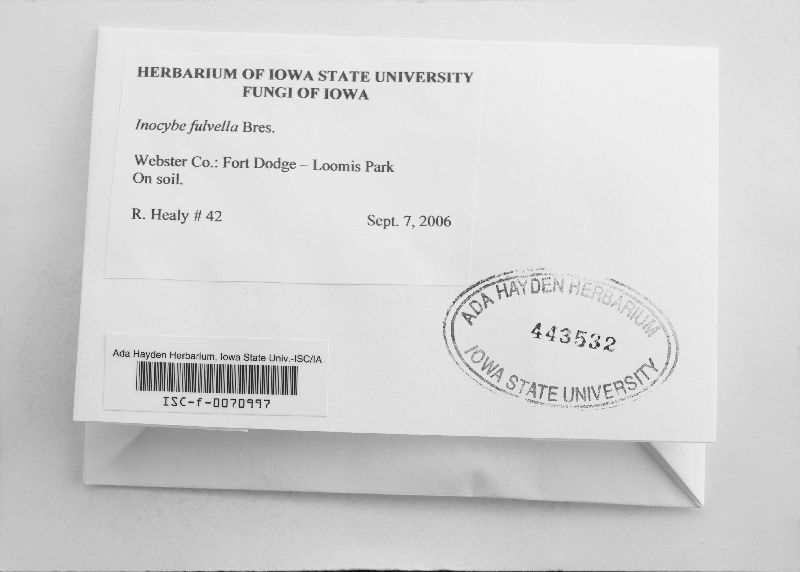 HERBARIUM OF IOWA STATE UNIVERSITY
FUNGI OF IOWA
Inocybe fulvella Bres.
Webster Co.: Fort Dodge – Loomis Park
On soil.
R. Healy # 42 Sept. 7, 2006
ADA HAYDEN HERBARIUM
443532
IOWA STATE UNIVERSITY
Ada Hayden Herbarium, Iowa State Univ.-ISC/IA
ISC-f-0070997